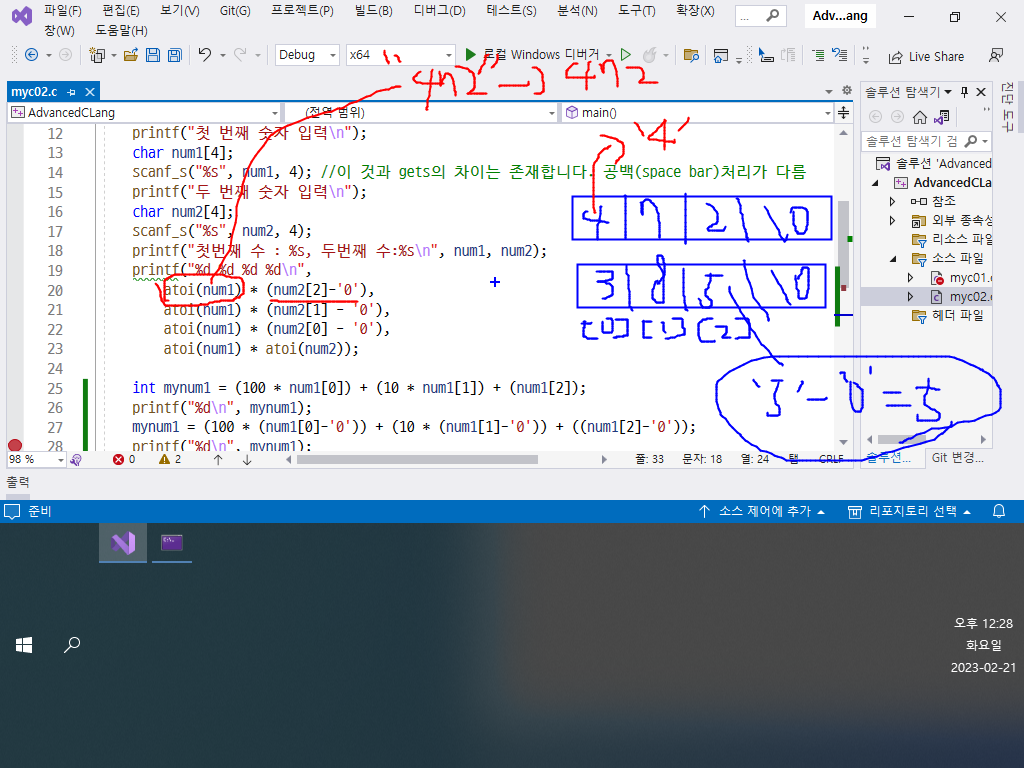 파일(F) 편집(E) 보기(V) Git(G) 프로젝트(P) 빌드(B) 디버그(D) 테스트(S) 분석(N) 도구(T) 확장(X)
창(W) 도움말(H)
... Adv...ang
Debug x64 로컬 Windows 디버거 Live Share
"472" → 472
myc02.c
AdvancedCLang (전역 범위) main()
12 printf("첫 번째 숫자 입력\n");
13 char num1[4];
14 scanf_s("%s", num1, 4); //이 것과 gets의 차이는 존재합니다. 공백(space bar)처리가 다름
15 printf("두 번째 숫자 입력\n");
16 char num2[4];
17 scanf_s("%s", num2, 4);
18 printf("첫번째 수 : %s, 두번째 수:%s\n", num1, num2);
19 printf("%d %d %d %d\n",
20 atoi(num1) * (num2[2]-'0'),
21 atoi(num1) * (num2[1] - '0'),
22 atoi(num1) * (num2[0] - '0'),
23 atoi(num1) * atoi(num2));
24
25 int mynum1 = (100 * num1[0]) + (10 * num1[1]) + (num1[2]);
26 printf("%d\n", mynum1);
27 mynum1 = (100 * (num1[0]-'0')) + (10 * (num1[1]-'0')) + ((num1[2]-'0'));
28 printf("%d\n", mynum1);
'4'
4 7 2 \0
3 8 5 \0
[0] [1] [2]
'5' - '0' = 5
98 % 0 2 줄: 33 문자: 18 열: 24 탭 CRLF
솔루션 탐색기
솔루션 탐색기 검
솔루션 'Advanced
AdvancedCLa
참조
외부 종속성
리소스 파일
소스 파일
myc01.
myc02.
헤더 파일
솔루션... Git 변경...
진단 도구
출력
준비 소스 제어에 추가 리포지토리 선택
오후 12:28
화요일
2023-02-21